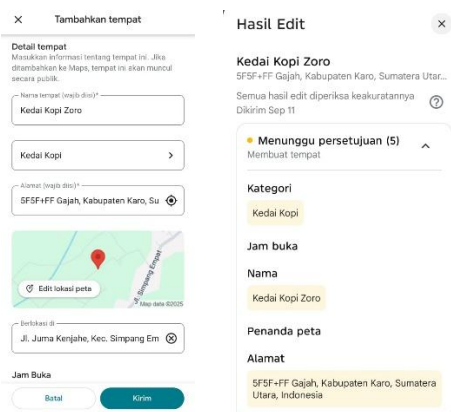 Tambahkan tempat
Detail tempat
Masukkan informasi tentang tempat ini. Jika
ditambahkan ke Maps, tempat ini akan muncul
secara publik.
Nama tempat (wajib diisi)*
Kedai Kopi Zoro
Kedai Kopi
Alamat (wajib diisi)*
5F5F+FF Gajah, Kabupaten Karo, Su
Edit lokasi peta
Jl. Simpang Empat
Map data ©2025
Berlokasi di
Jl. Juma Kenjahe, Kec. Simpang Em
Jam Buka
Batal
Kirim
Hasil Edit
Kedai Kopi Zoro
5F5F+FF Gajah, Kabupaten Karo, Sumatera Utar...
Semua hasil edit diperiksa keakuratannya
Dikirim Sep 11
Menunggu persetujuan (5)
Membuat tempat
Kategori
Kedai Kopi
Jam buka
Nama
Kedai Kopi Zoro
Penanda peta
Alamat
5F5F+FF Gajah, Kabupaten Karo, Sumatera
Utara, Indonesia